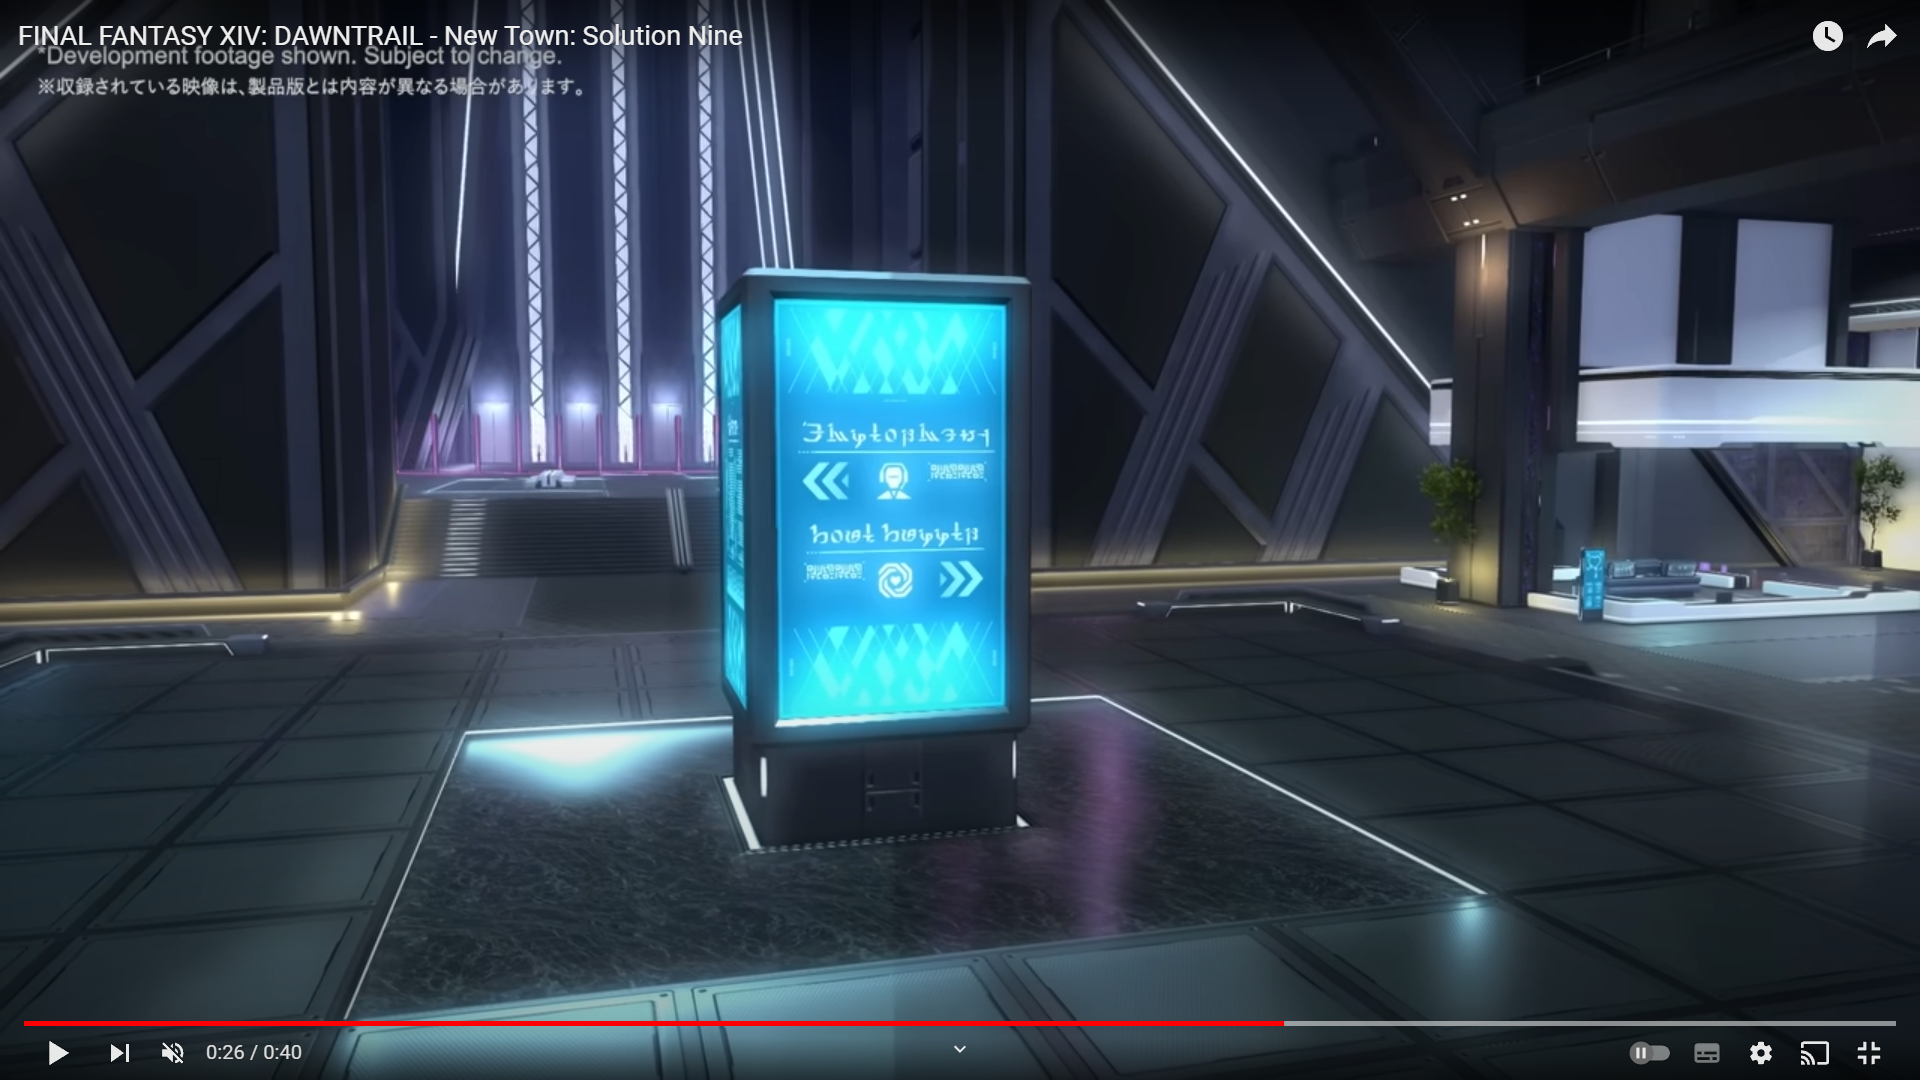 FINAL FANTASY XIV: DAWNTRAIL - New Town: Solution Nine
*Development footage shown. Subject to change.
※収録されている映像は、製品版とは内容が異なる場合があります。
0:26 / 0:40